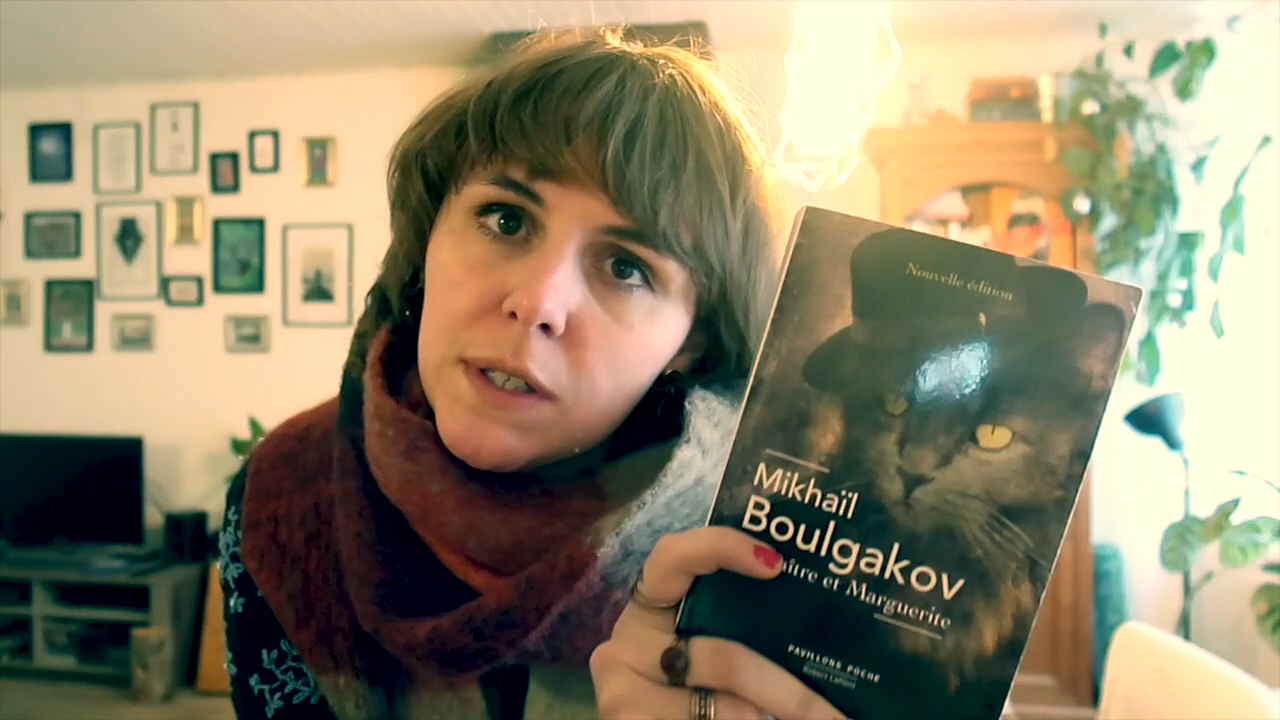 Nouvelle édition
Mikhaïl
Boulgakov
aître et Marguerite
PAVILLONS POCHE
Robert Laffont